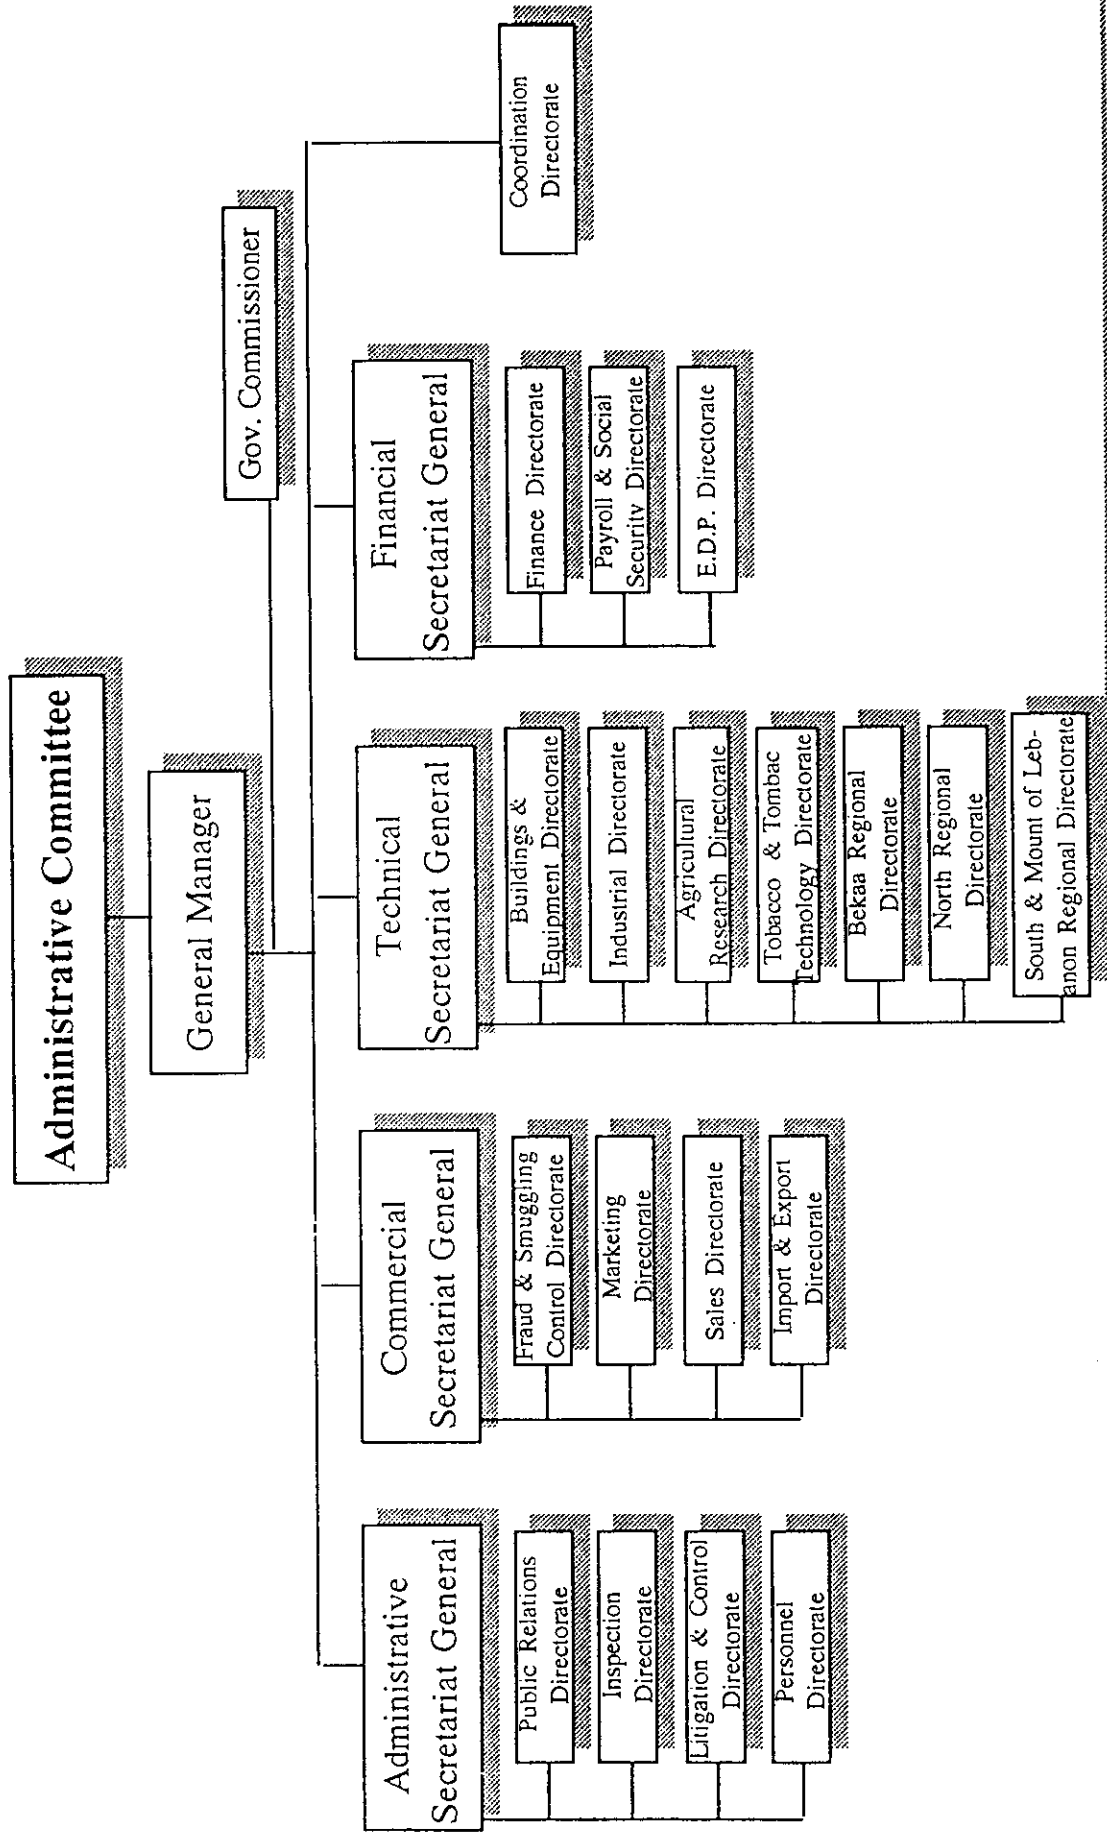 Administrative Committee
General Manager
Gov. Commissioner
Administrative
Secretariat General
Public Relations
Directorate
Inspection
Directorate
Litigation & Control
Directorate
Personnel
Directorate
Commercial
Secretariat General
Fraud & Smuggling
Control Directorate
Marketing
Directorate
Sales Directorate
Import & Export
Directorate
Technical
Secretariat General
Buildings &
Equipment Directorate
Industrial Directorate
Agricultural
Research Directorate
Tobacco & Tombac
Technology Directorate
Bekaa Regional
Directorate
North Regional
Directorate
South & Mount of Leb-
anon Regional Directorate
Financial
Secretariat General
Finance Directorate
Payroll & Social
Security Directorate
E.D.P. Directorate
Coordination
Directorate